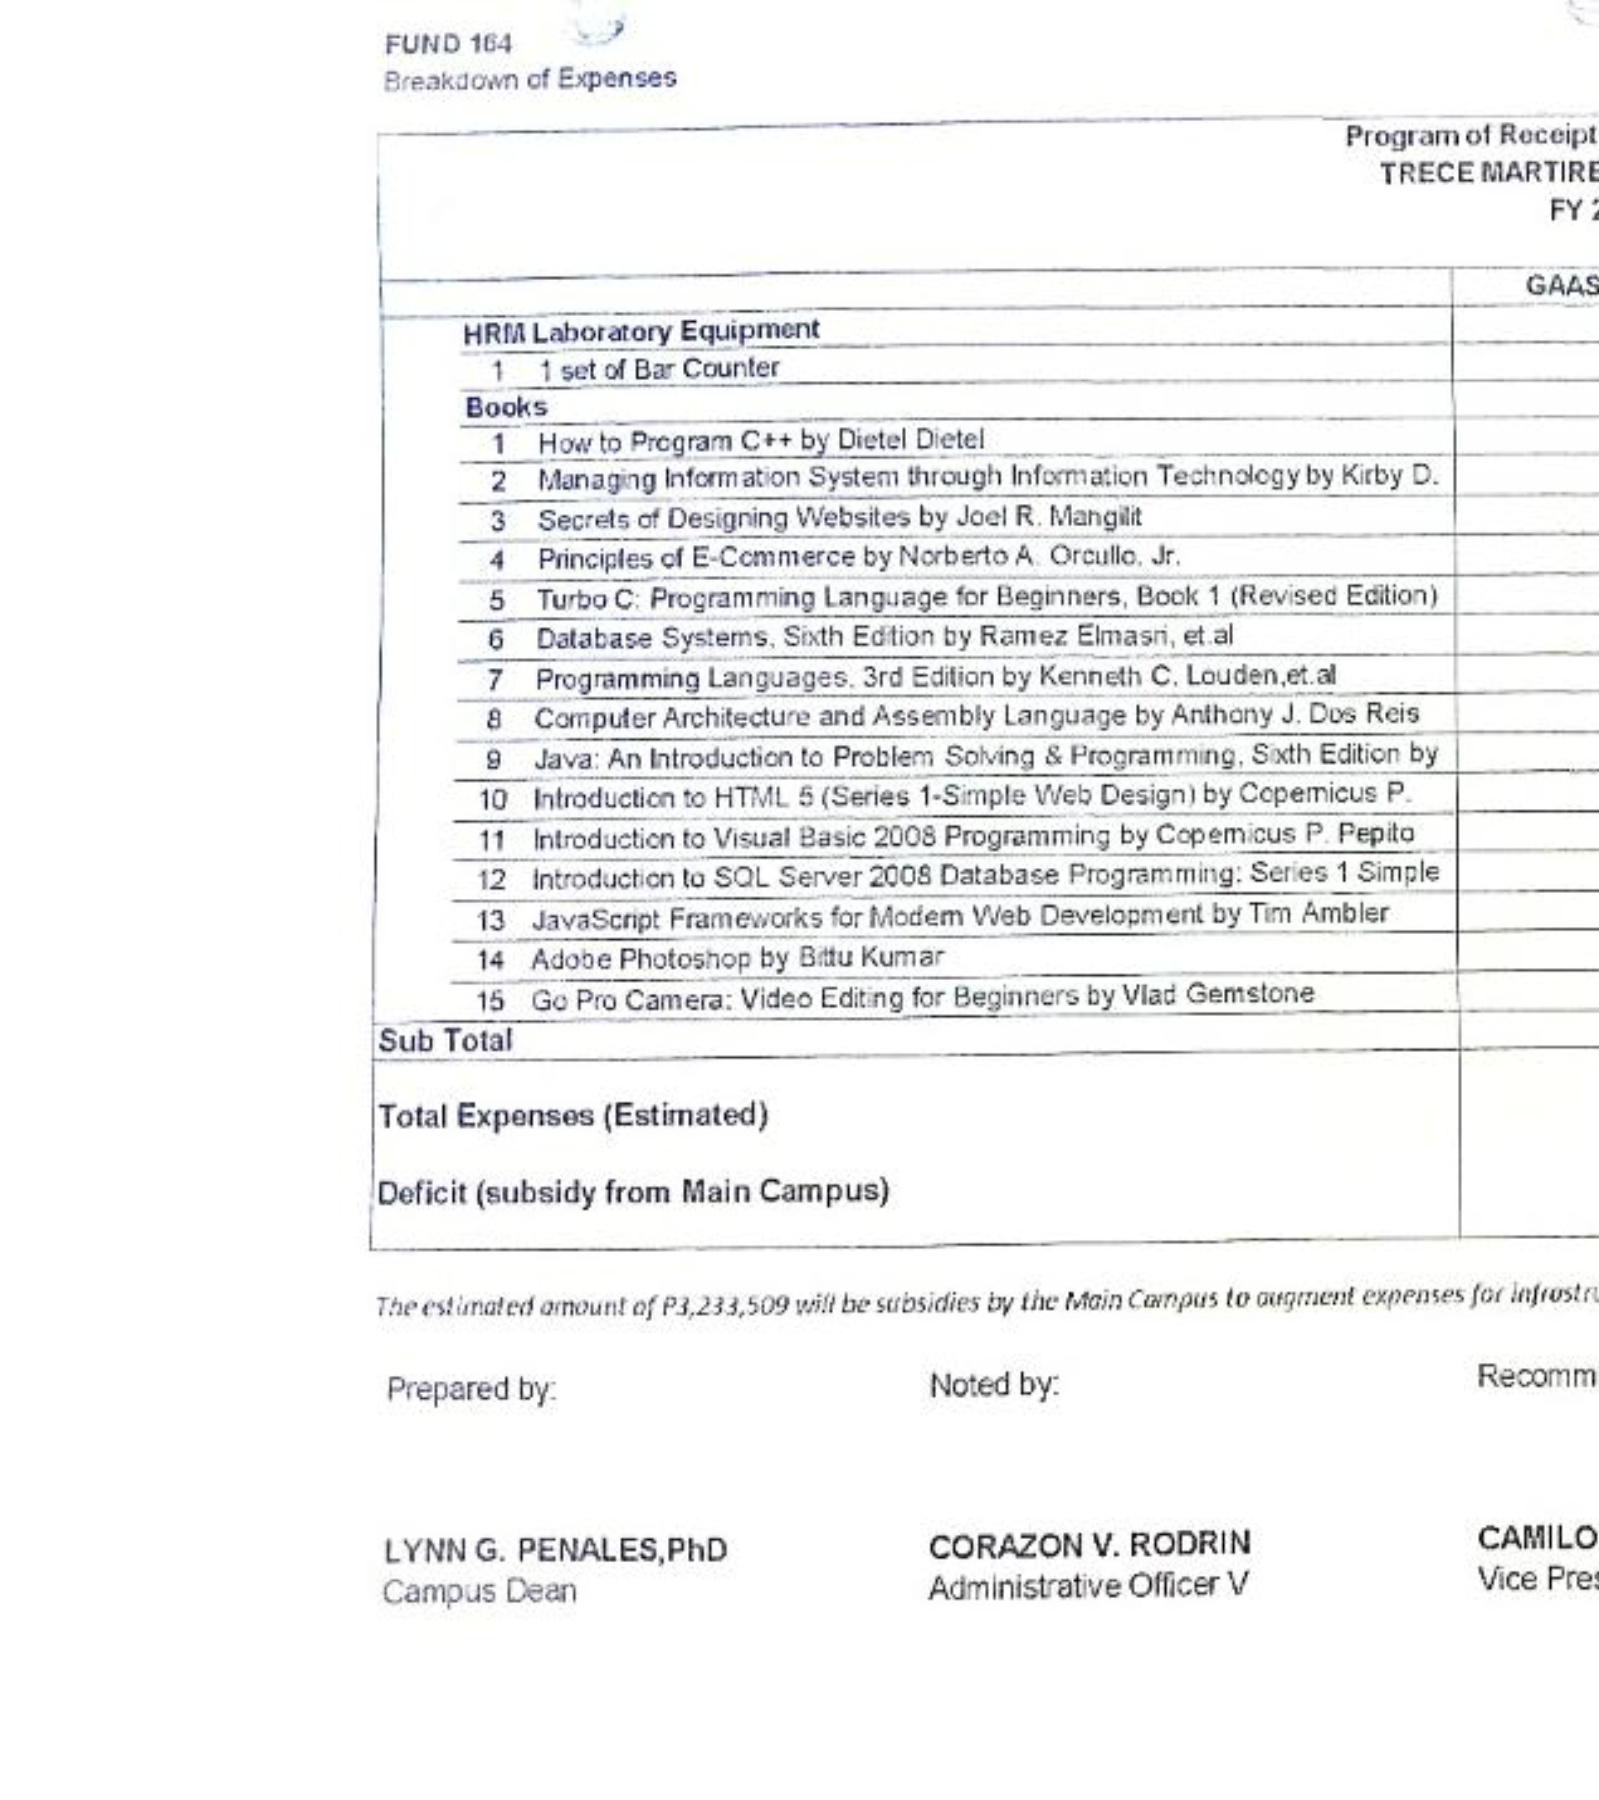 FUND 164
Breakdown of Expenses
Program of Receipt
TRECE MARTIRE
FY 2
GAAS
HRM Laboratory Equipment
1 1 set of Bar Counter
Books
1 How to Program C++ by Dietel Dietel
2 Managing Information System through Information Technology by Kirby D.
3 Secrets of Designing Websites by Joel R. Mangilit
4 Principles of E-Commerce by Norberto A. Orcullo, Jr.
5 Turbo C: Programming Language for Beginners, Book 1 (Revised Edition)
6 Database Systems, Sixth Edition by Ramez Elmasri, et.al
7 Programming Languages, 3rd Edition by Kenneth C. Louden,et.al
8 Computer Architecture and Assembly Language by Anthony J. Dos Reis
9 Java: An Introduction to Problem Solving & Programming, Sixth Edition by
10 Introduction to HTML 5 (Series 1-Simple Web Design) by Copernicus P.
11 Introduction to Visual Basic 2008 Programming by Copernicus P. Pepito
12 Introduction to SQL Server 2008 Database Programming: Series 1 Simple
13 JavaScript Frameworks for Modern Web Development by Tim Ambler
14 Adobe Photoshop by Bittu Kumar
15 Go Pro Camera: Video Editing for Beginners by Vlad Gemstone
Sub Total
Total Expenses (Estimated)
Deficit (subsidy from Main Campus)
The estimated amount of P3,233,509 will be subsidies by the Main Campus to augment expenses for infrastru
Prepared by: Noted by: Recomm
LYNN G. PENALES,PhD CORAZON V. RODRIN CAMILO
Campus Dean Administrative Officer V Vice Pres